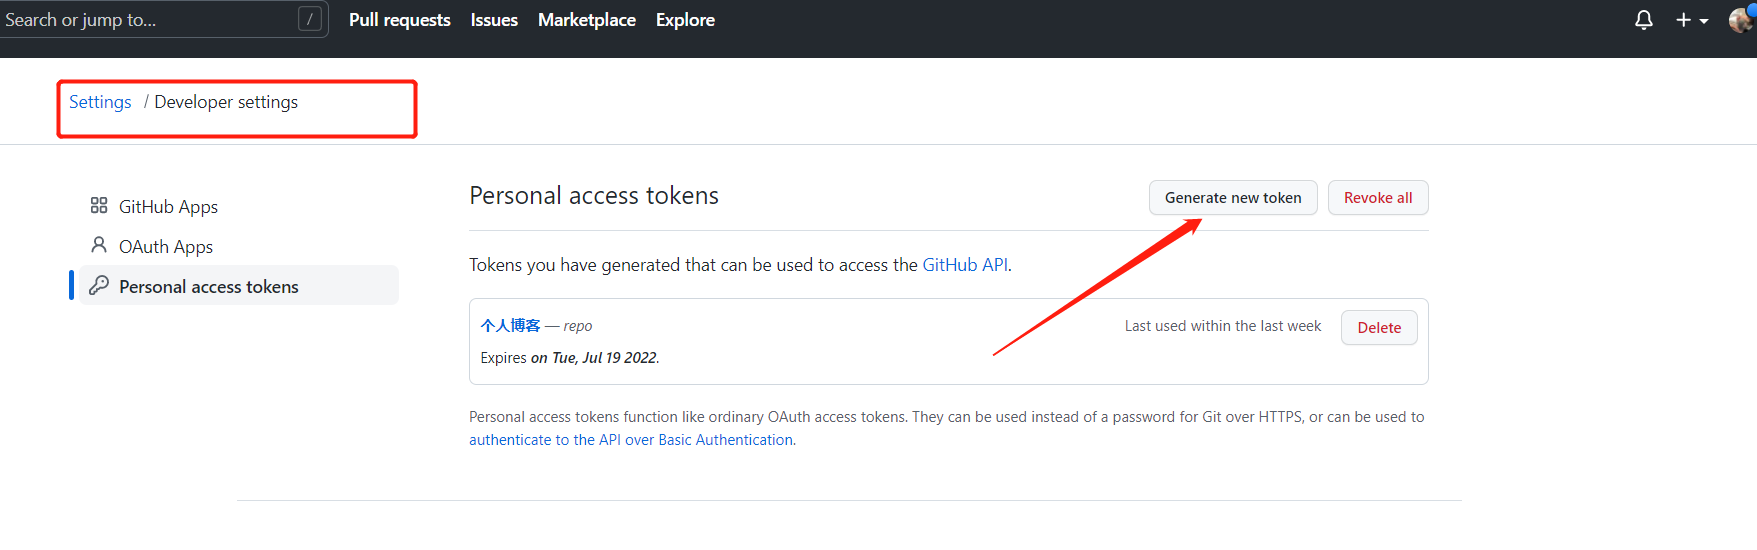 Search or jump to... / Pull requests Issues Marketplace Explore
Settings / Developer settings
GitHub Apps
OAuth Apps
Personal access tokens
Personal access tokens Generate new token Revoke all
Tokens you have generated that can be used to access the GitHub API.
个人博客 — repo Last used within the last week Delete
Expires on Tue, Jul 19 2022.
Personal access tokens function like ordinary OAuth access tokens. They can be used instead of a password for Git over HTTPS, or can be used to
authenticate to the API over Basic Authentication.